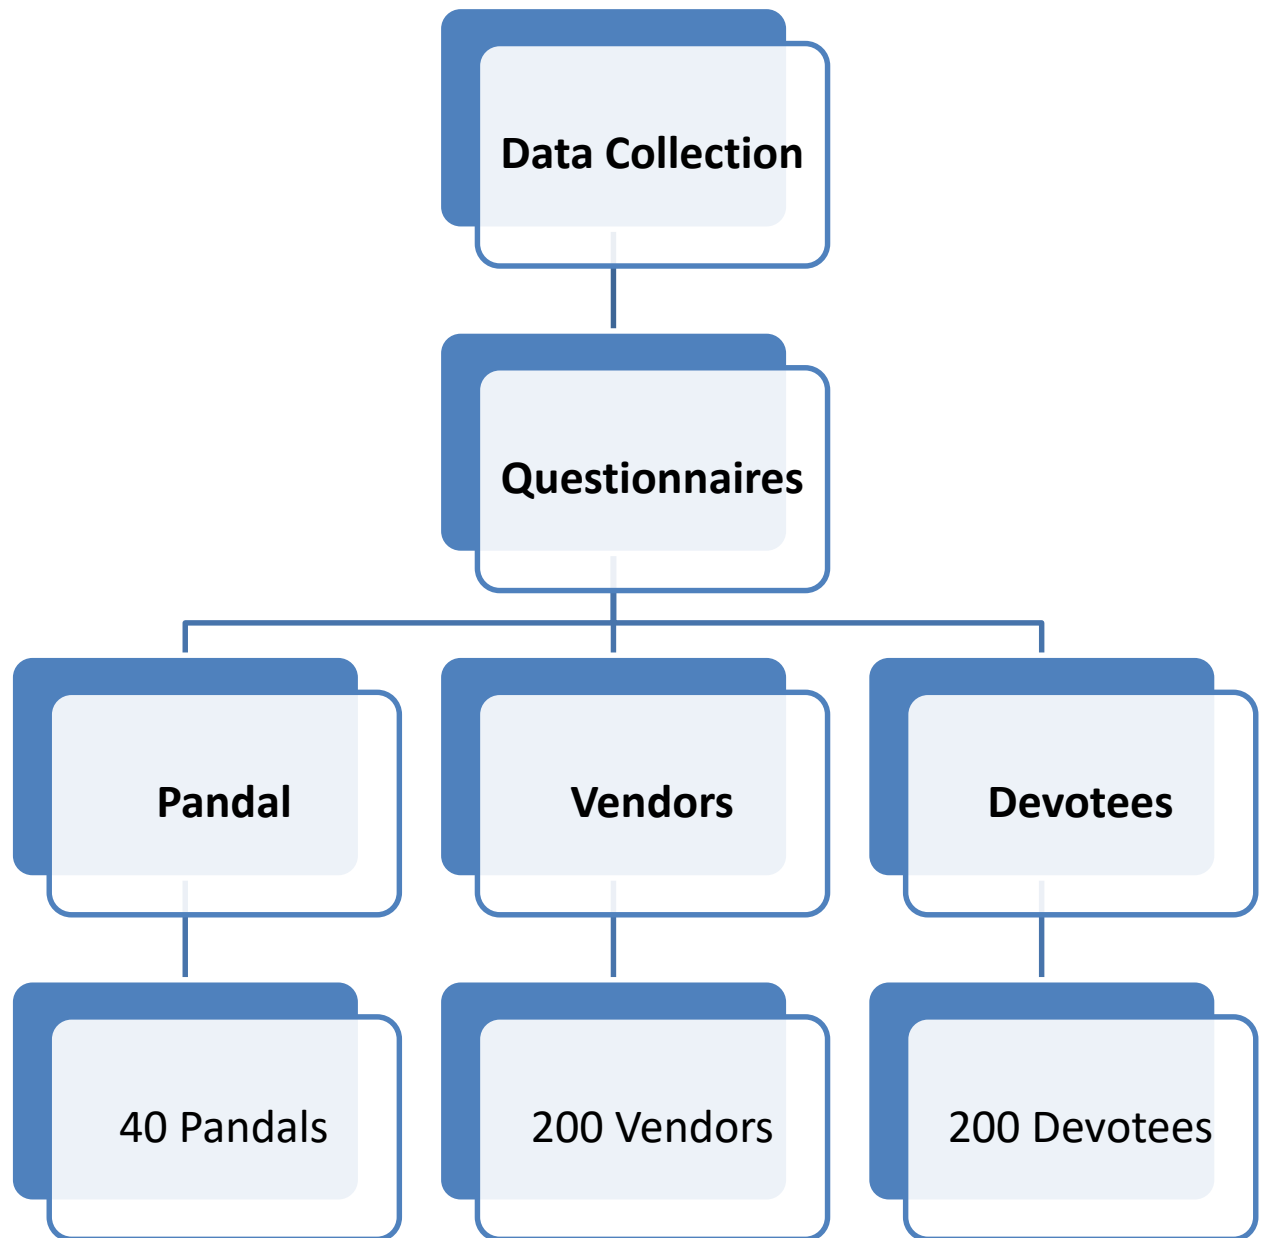 Data Collection
Questionnaires
Pandal
Vendors
Devotees
40 Pandals
200 Vendors
200 Devotees